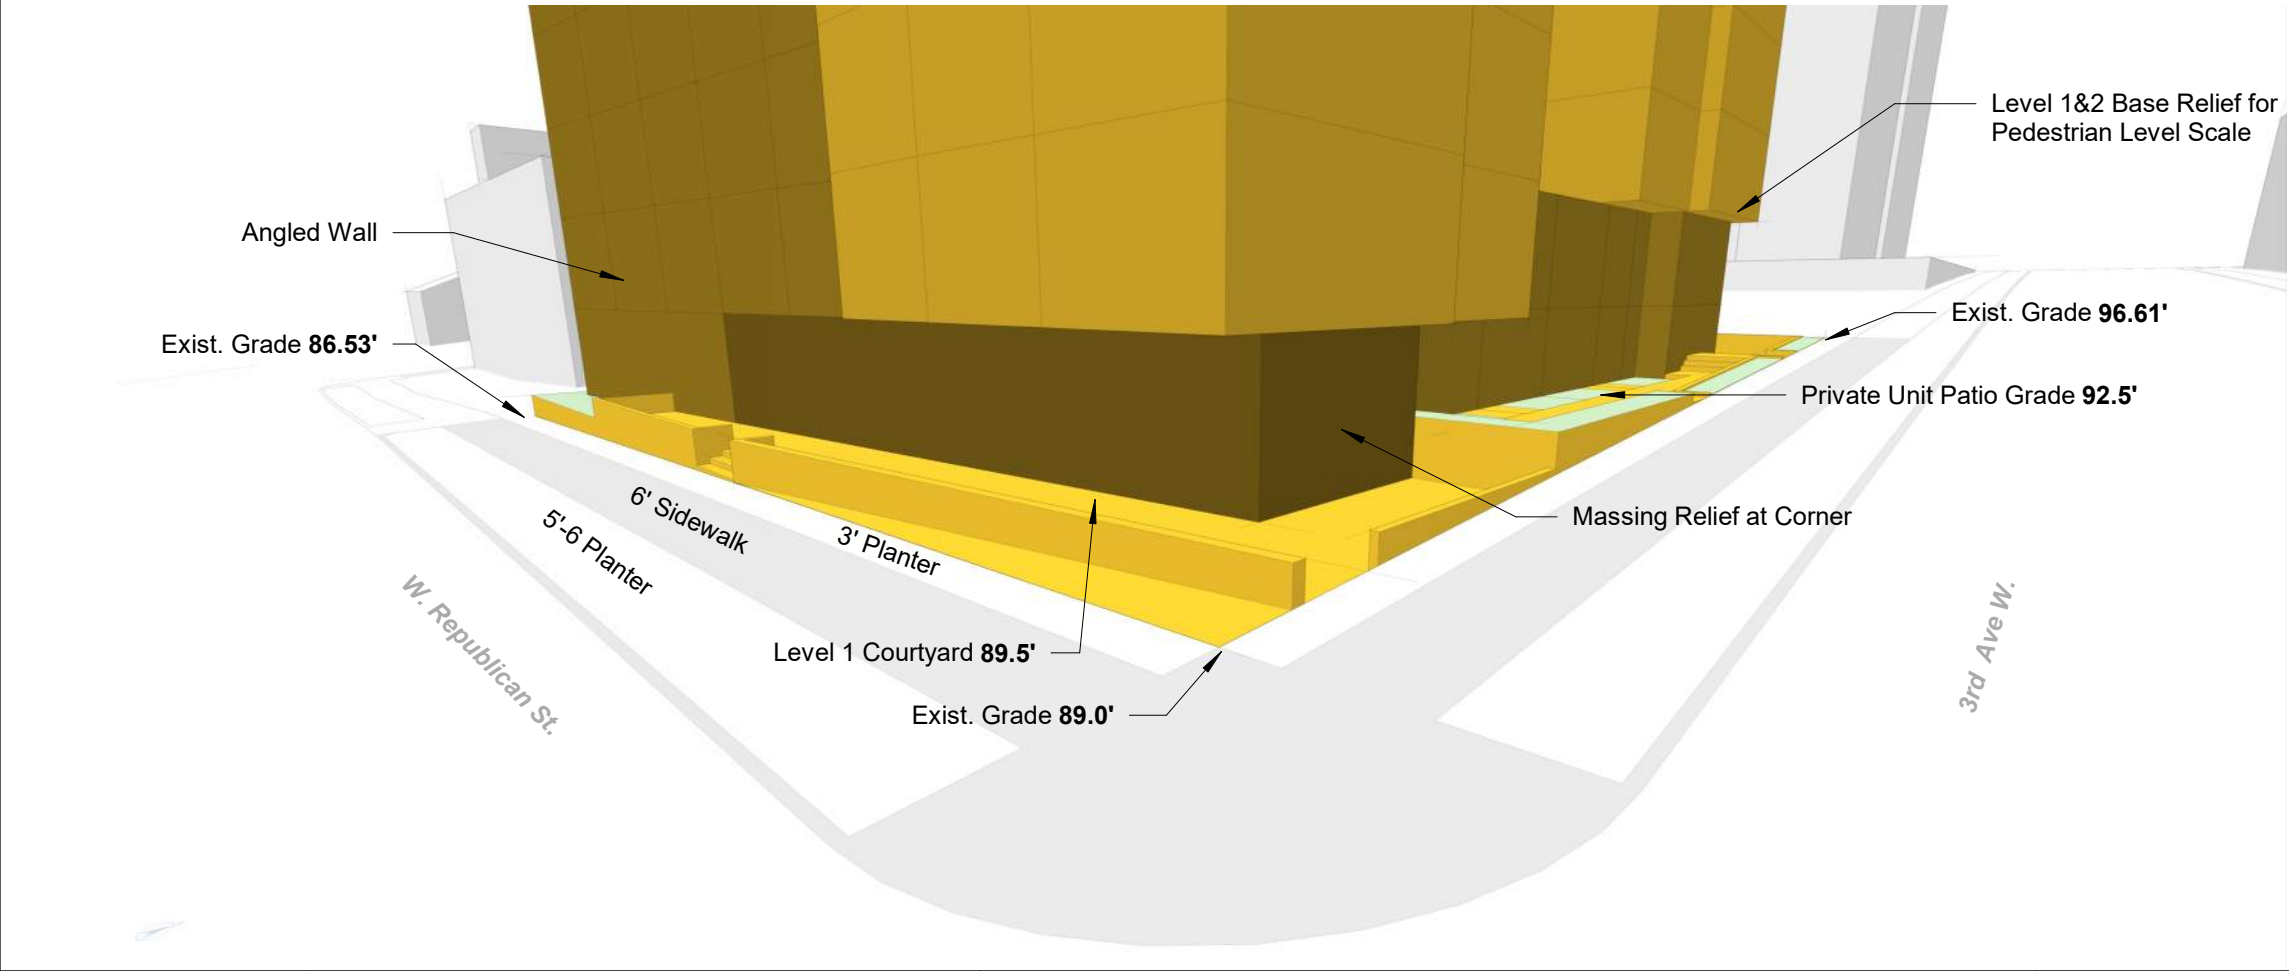 Level 1&2 Base Relief for
Pedestrian Level Scale
Angled Wall
Exist. Grade 96.61'
Exist. Grade 86.53'
Private Unit Patio Grade 92.5'
6' Sidewalk
5'-6 Planter
3' Planter
Massing Relief at Corner
W. Republican St.
3rd Ave W.
Level 1 Courtyard 89.5'
Exist. Grade 89.0'